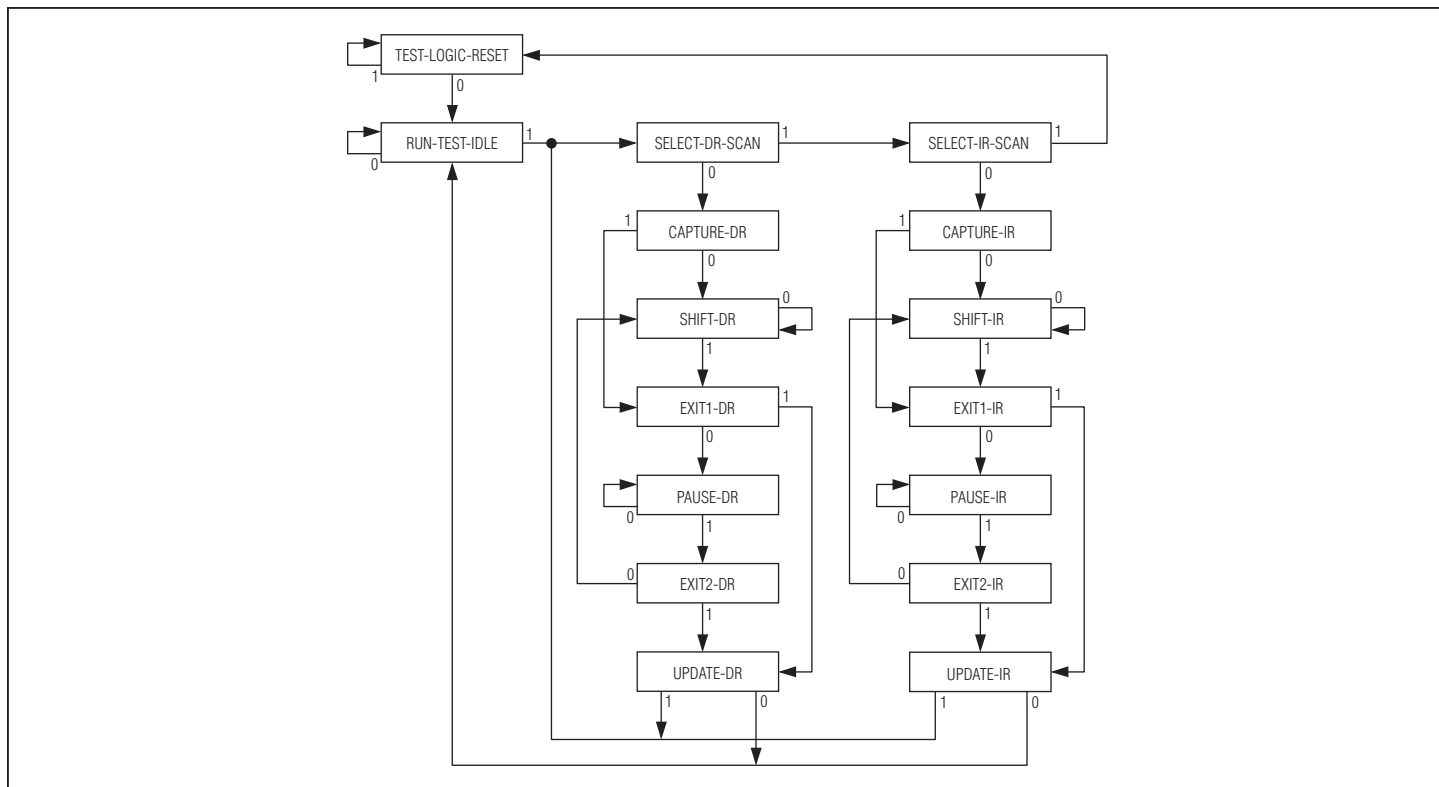 TEST-LOGIC-RESET
1
0
RUN-TEST-IDLE
1
0
SELECT-DR-SCAN
1
0
SELECT-IR-SCAN
1
0
1
CAPTURE-DR
0
1
CAPTURE-IR
0
SHIFT-DR
0
1
SHIFT-IR
0
1
EXIT1-DR
1
0
EXIT1-IR
1
0
PAUSE-DR
0
1
PAUSE-IR
0
1
0
EXIT2-DR
1
0
EXIT2-IR
1
UPDATE-DR
1
0
UPDATE-IR
1
0